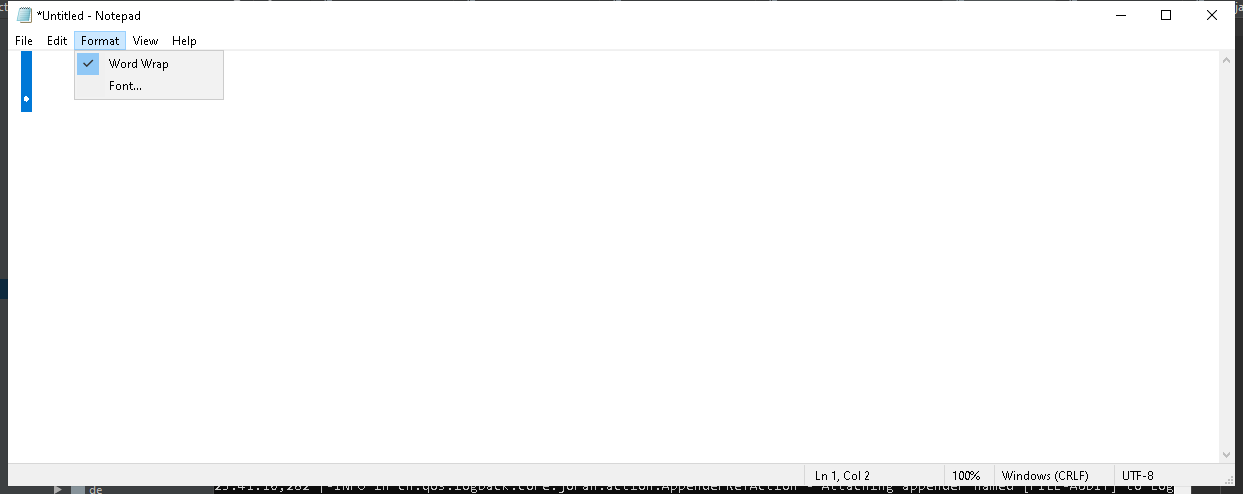 *Untitled - Notepad
File Edit Format View Help
Word Wrap
Font...
Ln 1, Col 2 100% Windows (CRLF) UTF-8
de
23:41:10,282 |-INFO in ch.qos.logback.core.joran.action.AppenderRefAction - Attaching appender named [FILE-AUDIT] to Log